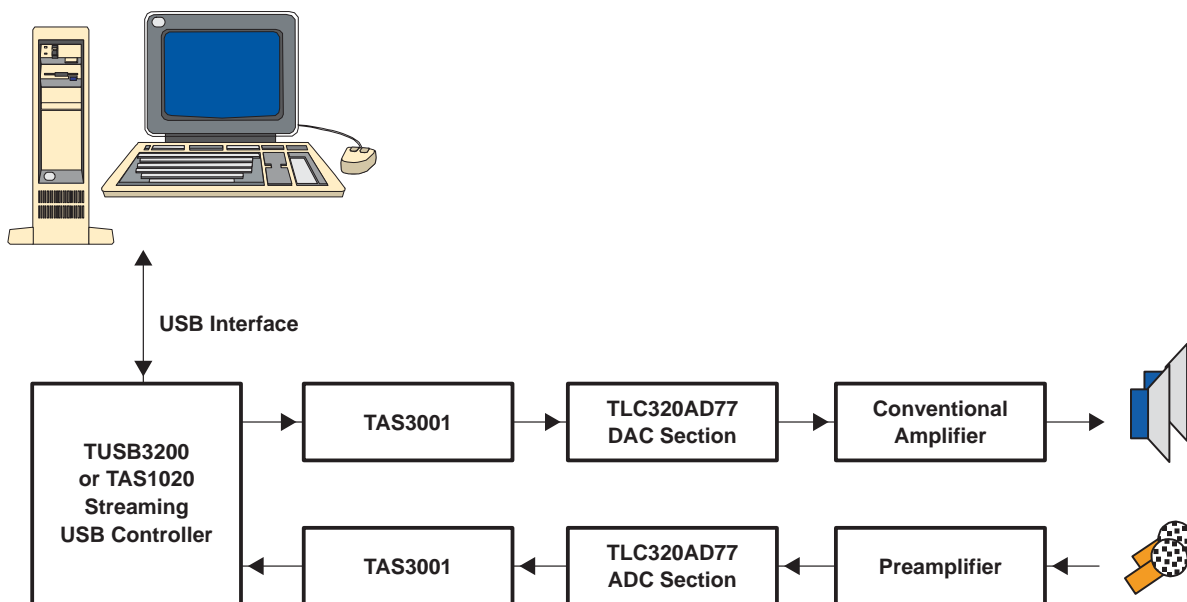 USB Interface
TUSB3200
or TAS1020
Streaming
USB Controller
TAS3001
TLC320AD77
DAC Section
Conventional
Amplifier
TAS3001
TLC320AD77
ADC Section
Preamplifier